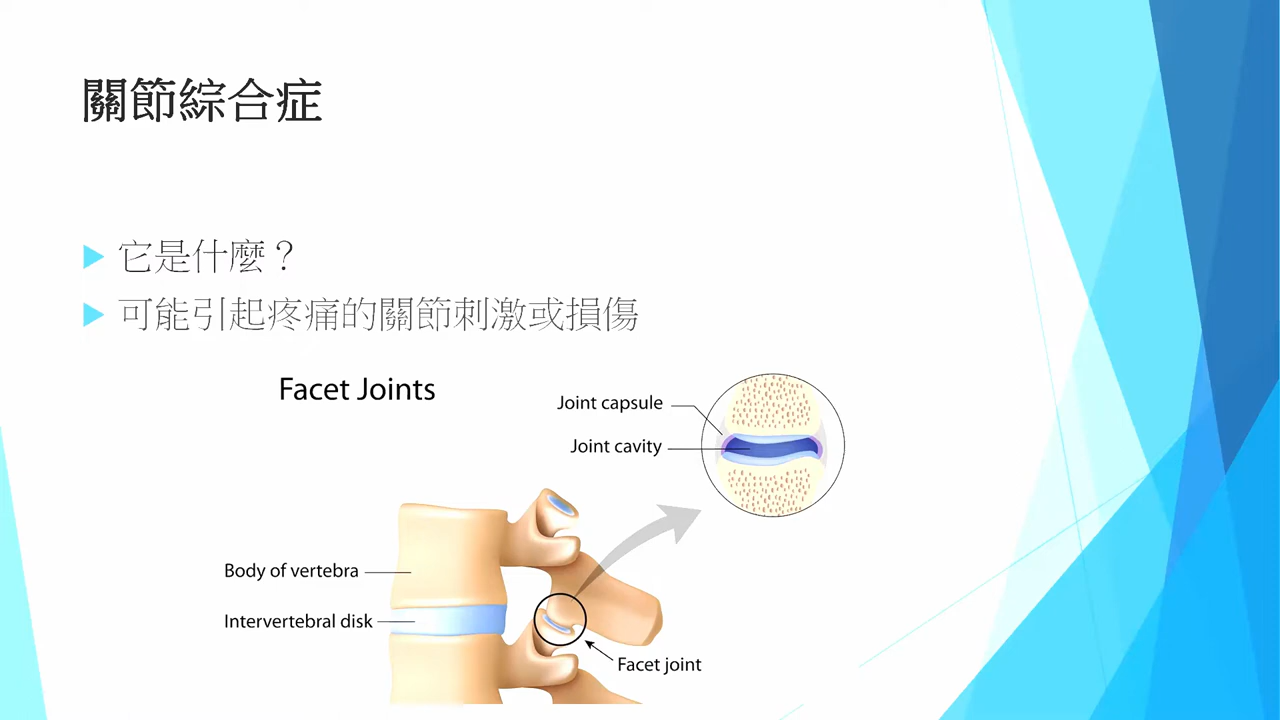 關節綜合症
它是什麼？
可能引起疼痛的關節刺激或損傷
Facet Joints
Joint capsule
Joint cavity
Body of vertebra
Intervertebral disk
Facet joint